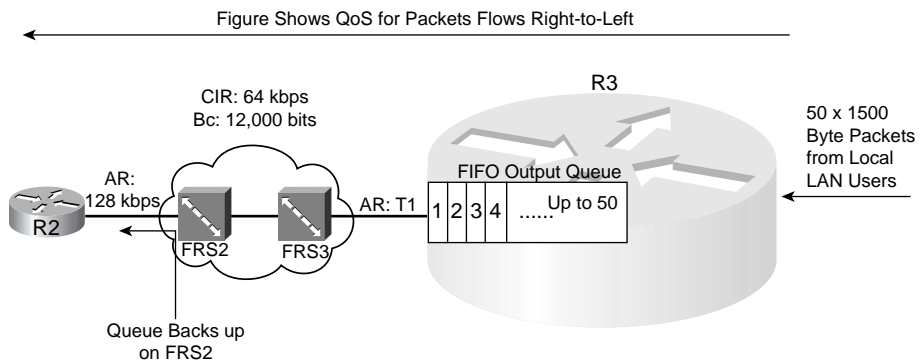 Figure Shows QoS for Packets Flows Right-to-Left
R3
CIR: 64 kbps
Bc: 12,000 bits
50 x 1500
Byte Packets
from Local
LAN Users
FIFO Output Queue
AR:
128 kbps
AR: T1
1 2 3 4 ...... Up to 50
R2
FRS2
FRS3
Queue Backs up
on FRS2